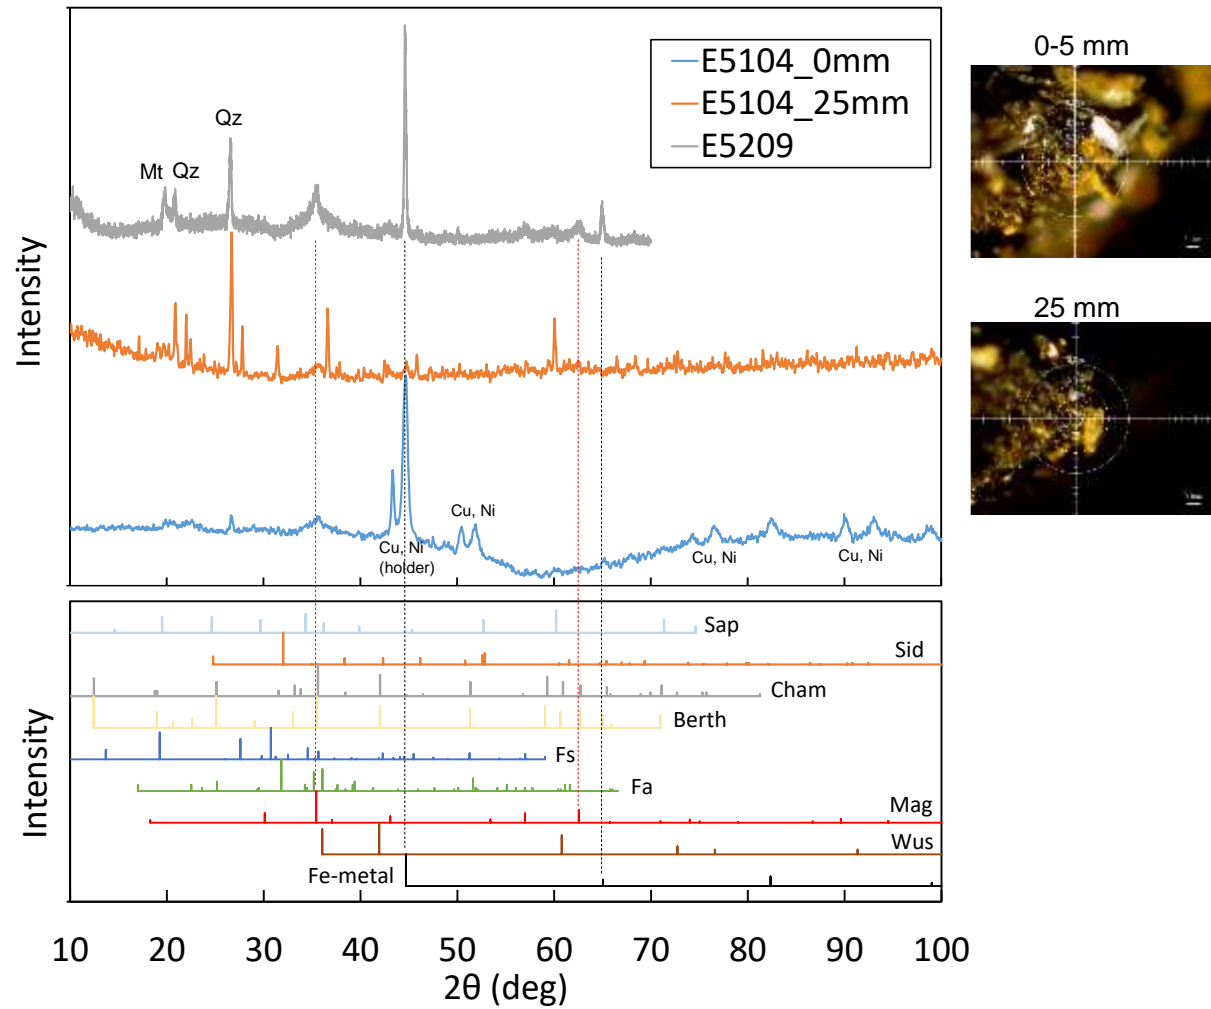 0-5 mm
E5104_0mm
E5104_25mm
E5209
Qz
Mt
Qz
Intensity
25 mm
Cu, Ni
Cu, Ni
(holder)
Cu, Ni
Cu, Ni
Sap
Sid
Cham
Berth
Fs
Fa
Mag
Wus
Fe-metal
Intensity
10 20 30 40 50 60 70 80 90 100
2θ (deg)